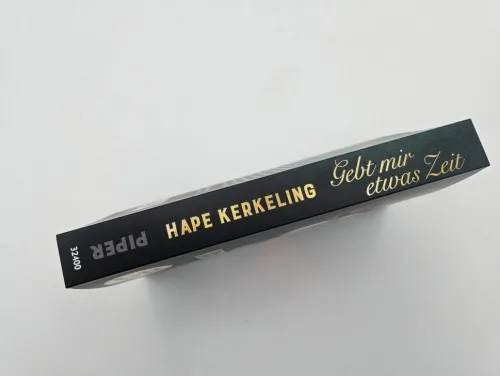 HAPE KERKELING
Gebt mir
etwas Zeit
PIPER
32400